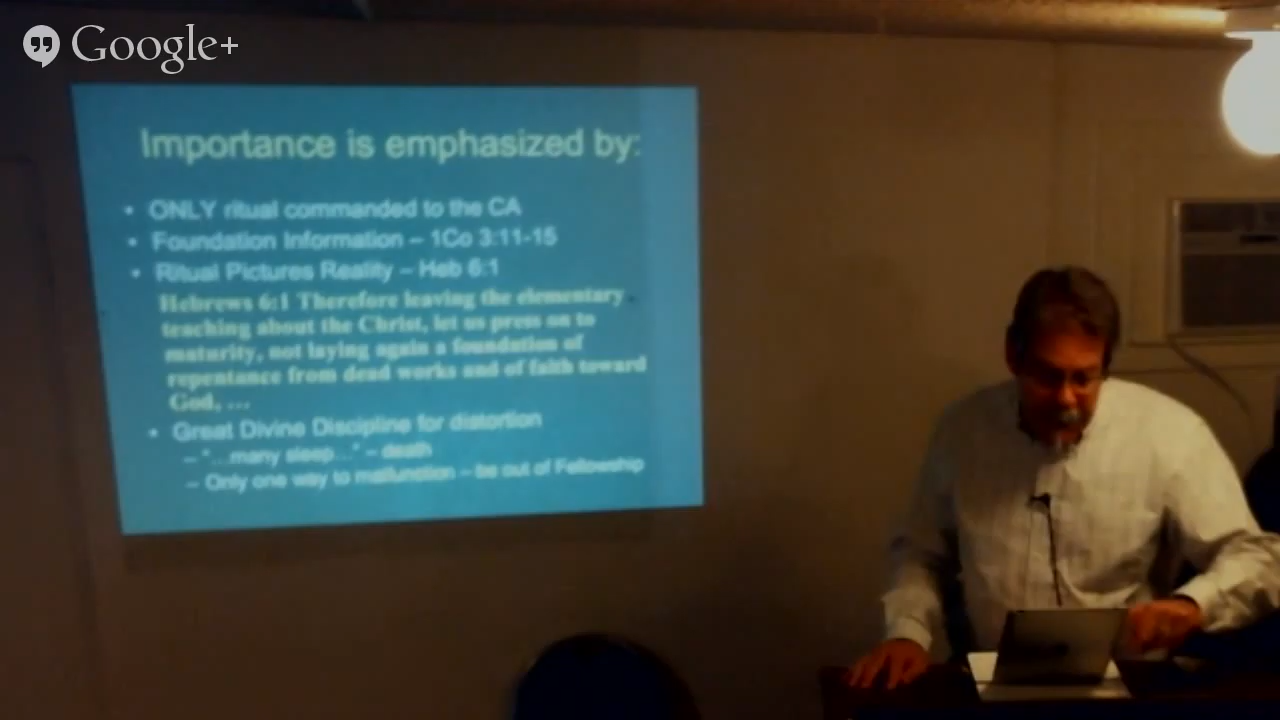 Google+
Importance is emphasized by:
• ONLY ritual commanded to the CA
• Foundation Information – 1Co 3:11-15
• Ritual Pictures Reality – Heb 6:1
Hebrews 6:1 Therefore leaving the elementary
teaching about the Christ, let us press on to
maturity, not laying again a foundation of
repentance from dead works and of faith toward
God, …
• Great Divine Discipline for distortion
– "…many sleep…" – death
– Only one way to malfunction – be out of Fellowship